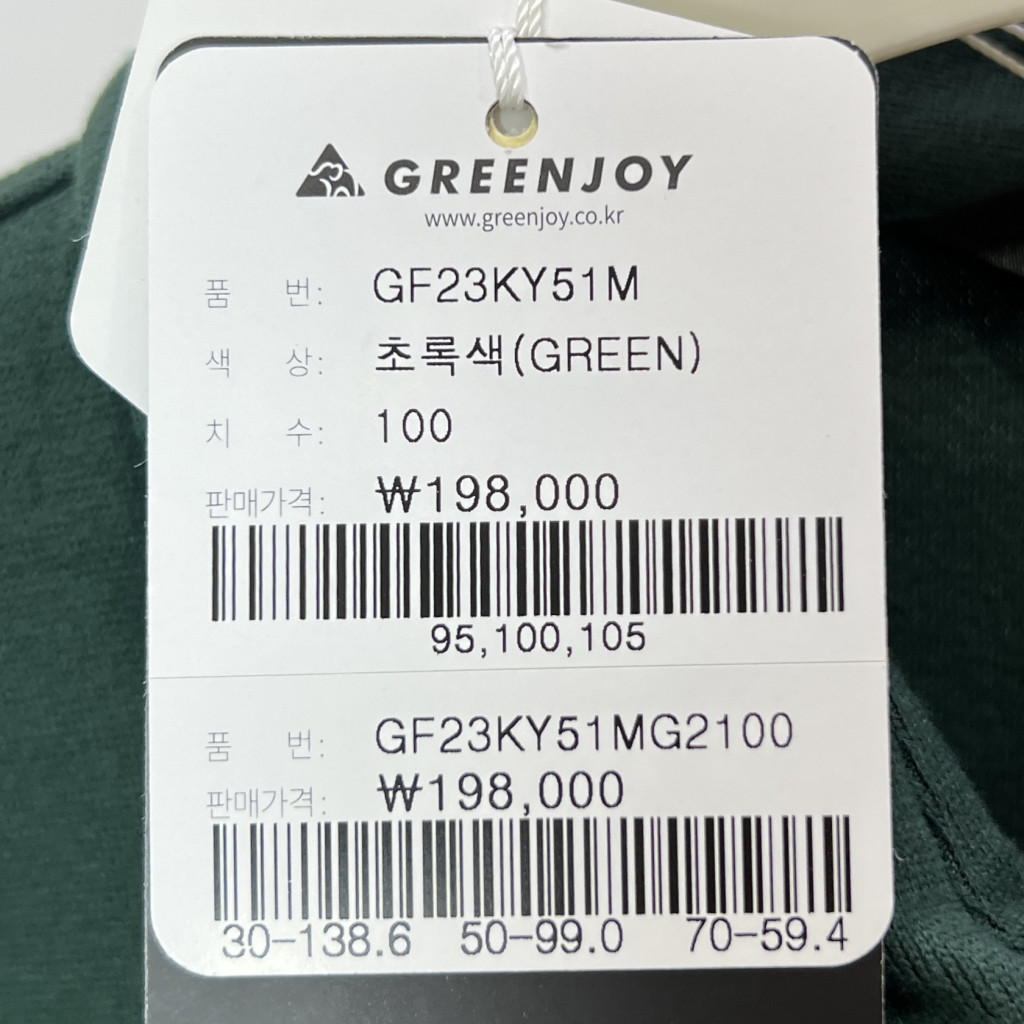 GREENJOY
www.greenjoy.co.kr
품 번: GF23KY51M
색 상: 초록색(GREEN)
치 수: 100
판매가격: ₩198,000
95,100,105
품 번: GF23KY51MG2100
판매가격: ₩198,000
30-138.6 50-99.0 70-59.4